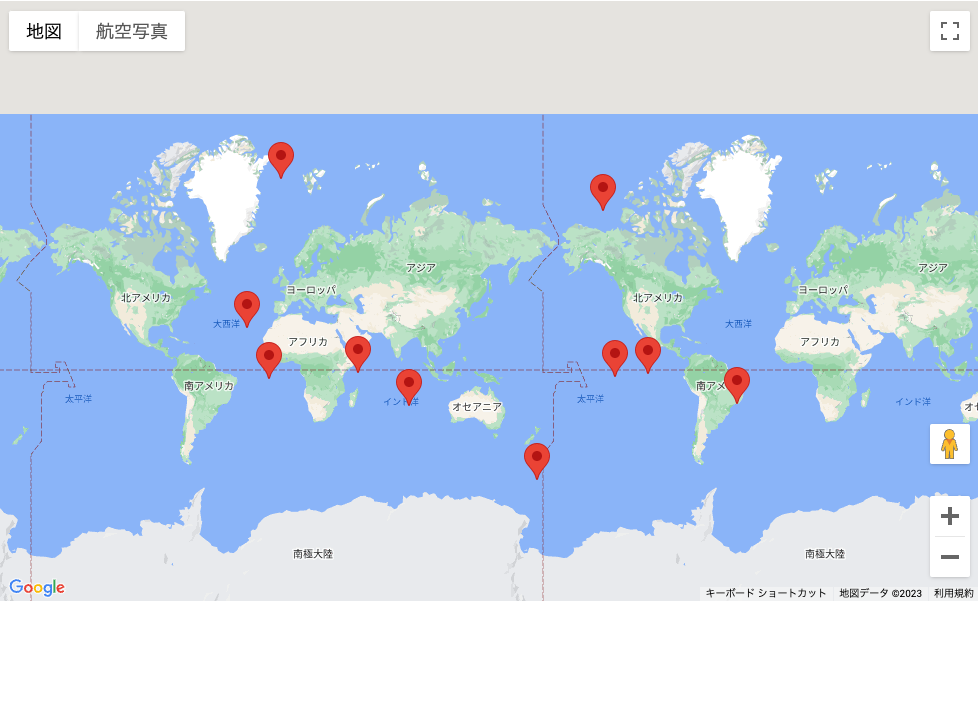 地図 航空写真
アジア アジア
ヨーロッパ ヨーロッパ
北アメリカ 北アメリカ
大西洋 大西洋
アフリカ アフリカ
南アメリカ 南アメ
太平洋 インド洋 オセアニア 太平洋 インド洋 オセ
南極大陸 南極大陸
Google キーボード ショートカット 地図データ ©2023 利用規約